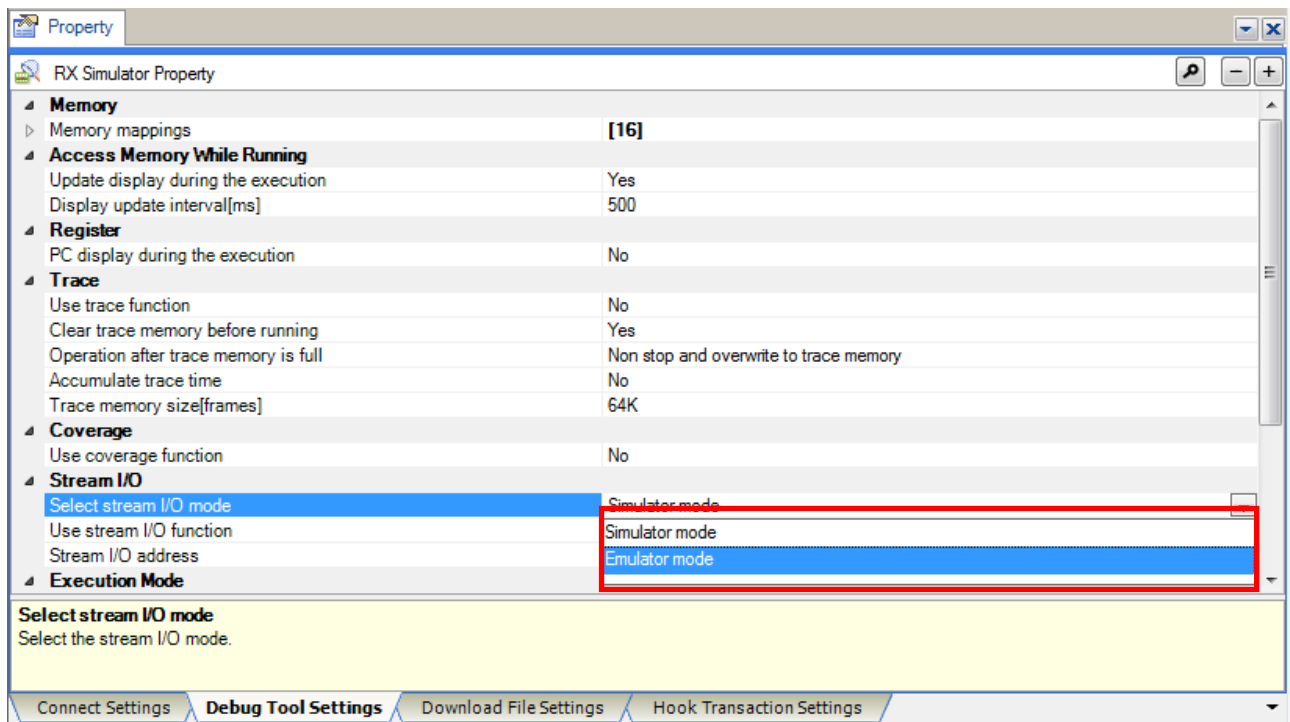 Property
RX Simulator Property
Memory
Memory mappings [16]
Access Memory While Running
Update display during the execution Yes
Display update interval[ms] 500
Register
PC display during the execution No
Trace
Use trace function No
Clear trace memory before running Yes
Operation after trace memory is full Non stop and overwrite to trace memory
Accumulate trace time No
Trace memory size[frames] 64K
Coverage
Use coverage function No
Stream I/O
Select stream I/O mode Simulator mode
Use stream I/O function Simulator mode
Stream I/O address Emulator mode
Execution Mode
Select stream I/O mode
Select the stream I/O mode.
Connect Settings Debug Tool Settings Download File Settings Hook Transaction Settings